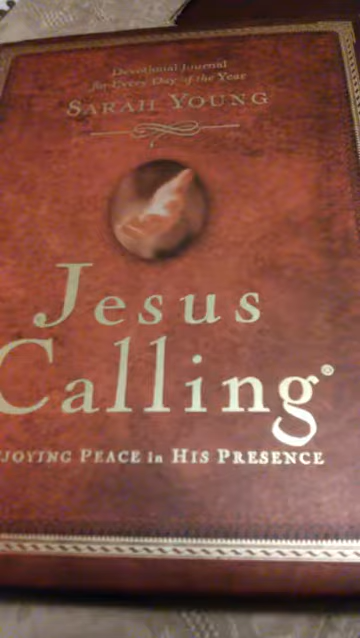 Devotional Journal
for Every Day of the Year
SARAH YOUNG
Jesus
Calling®
JOYING PEACE in HIS PRESENCE